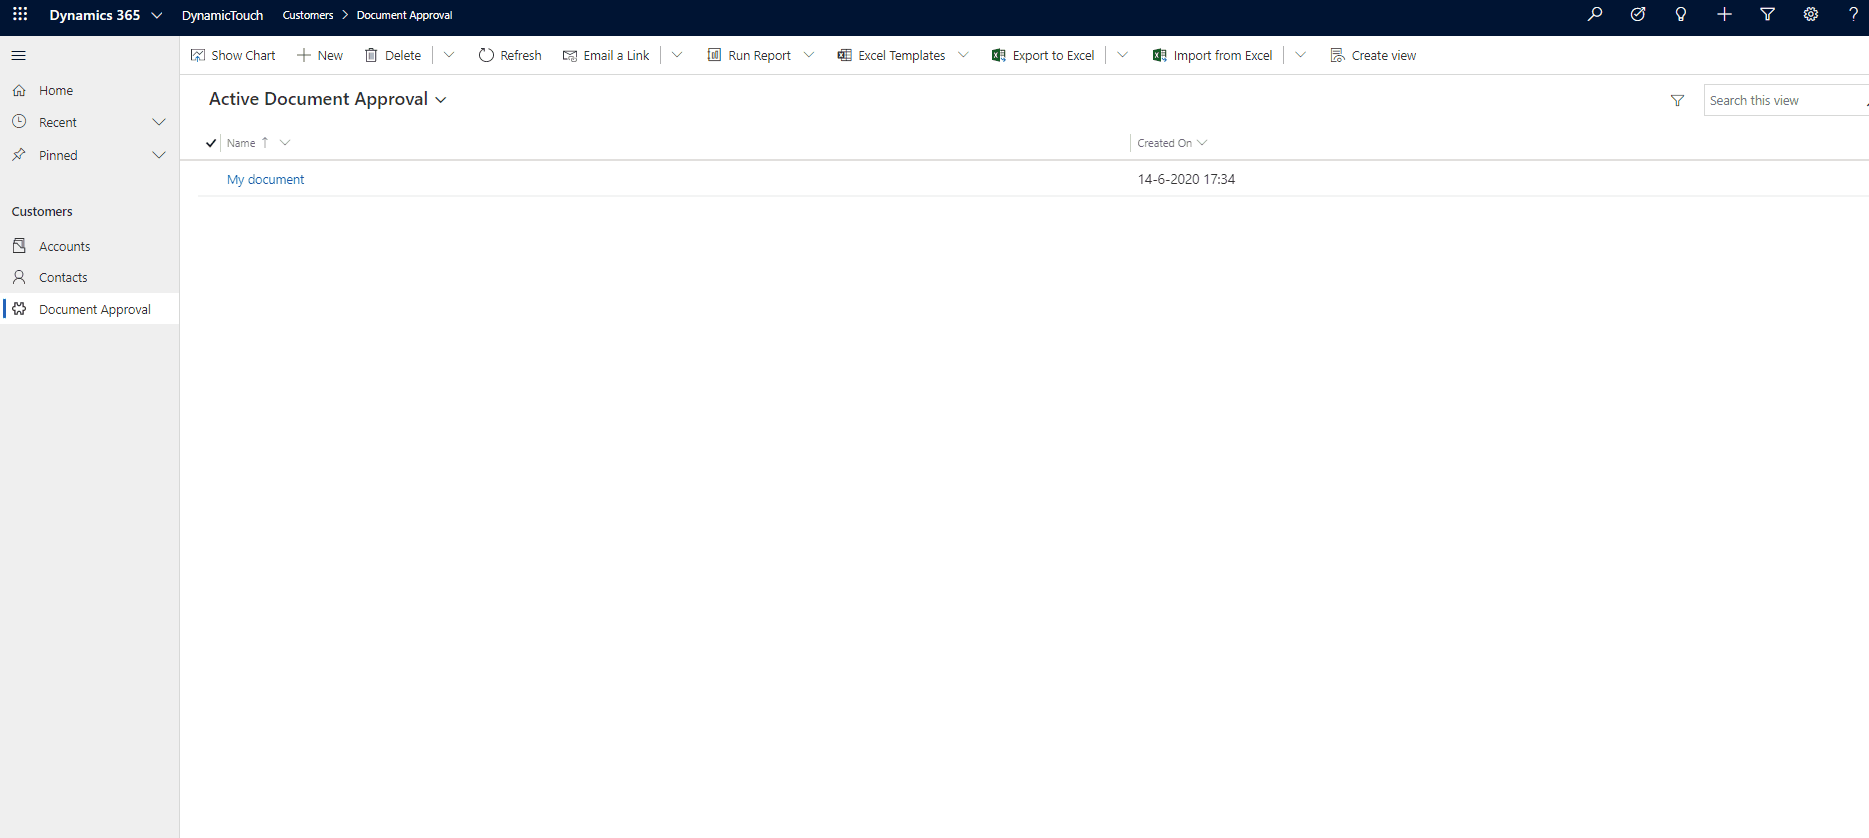 Dynamics 365 DynamicTouch Customers > Document Approval ?
Show Chart New Delete Refresh Email a Link Run Report Excel Templates Export to Excel Import from Excel Create view
Active Document Approval
Search this view
Name ↑ Created On
My document 14-6-2020 17:34
Home
Recent
Pinned
Customers
Accounts
Contacts
Document Approval